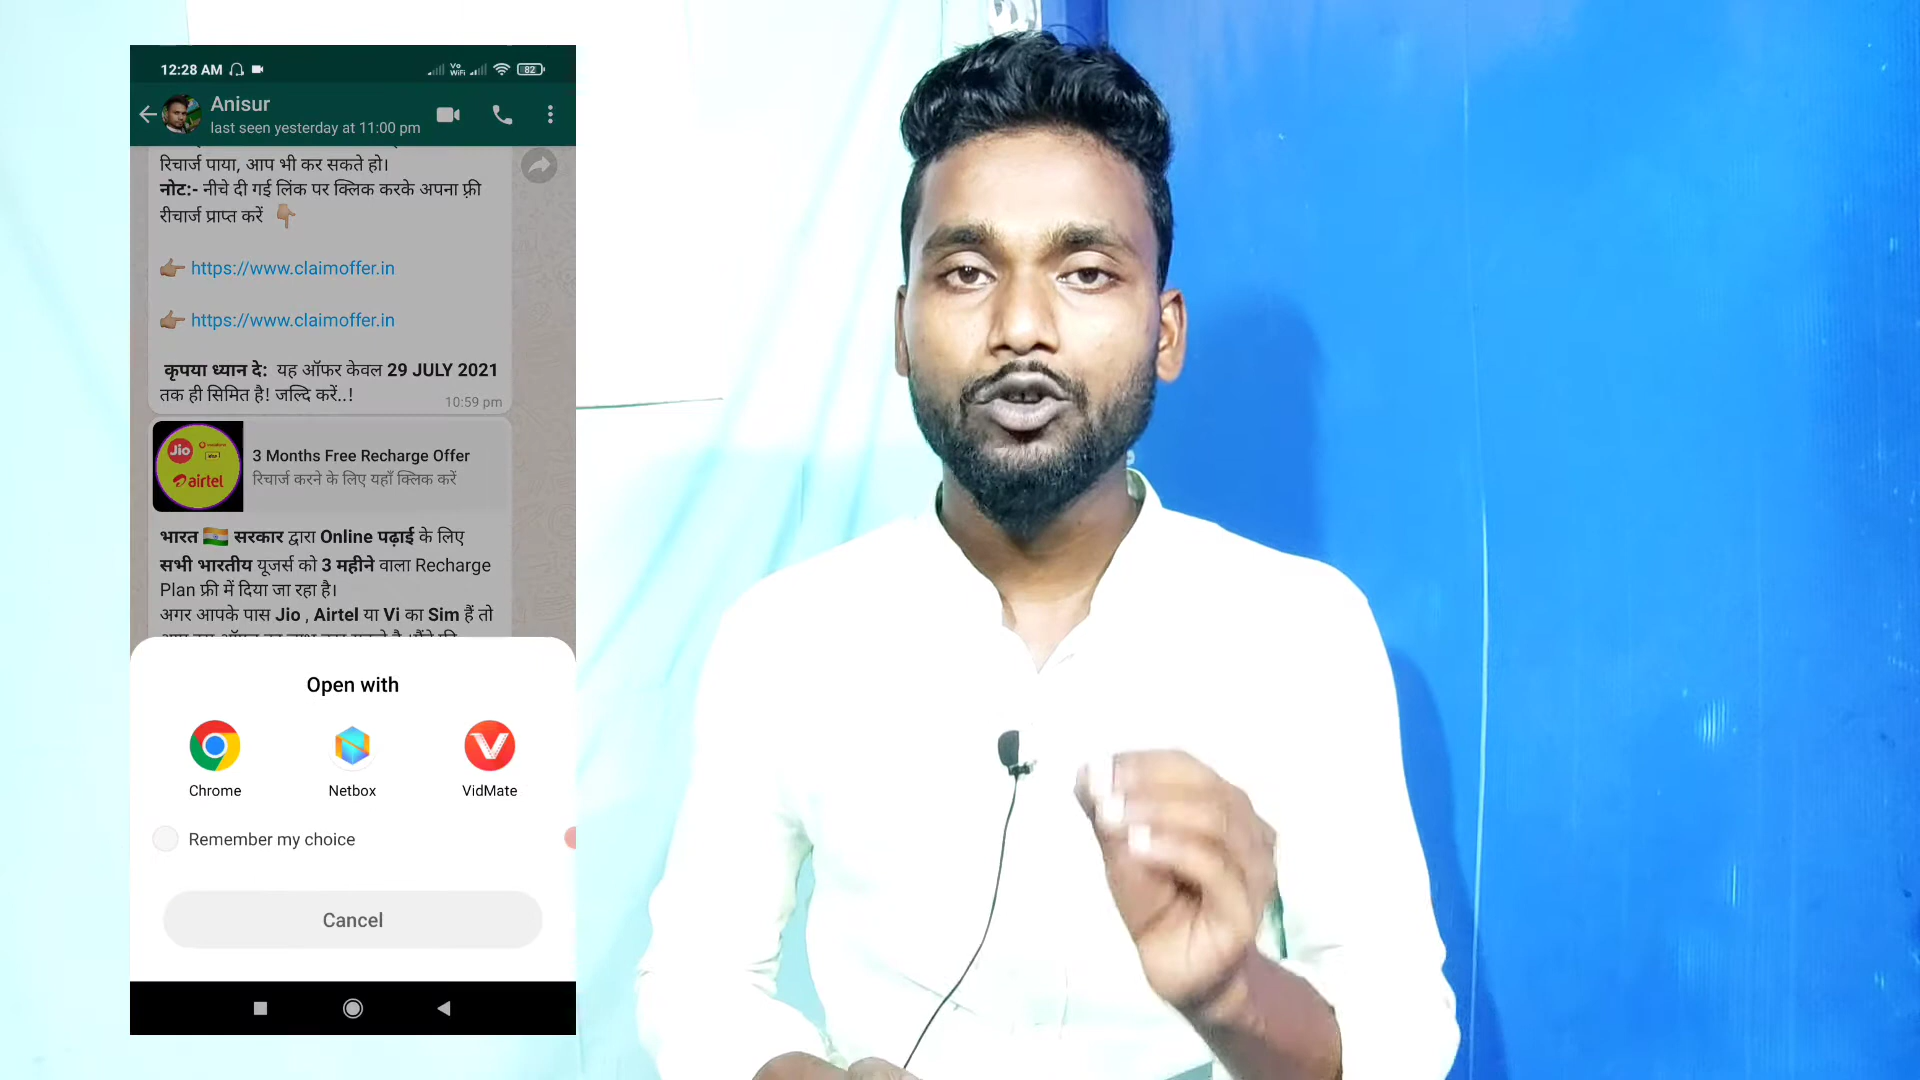 12:28 AM
Vo
WiFi
82
Anisur
last seen yesterday at 11:00 pm
रिचार्ज पाया, आप भी कर सकते हो।
नोट:- नीचे दी गई लिंक पर क्लिक करके अपना फ़्री
रीचार्ज प्राप्त करें 👇🏼
👉🏼 https://www.claimoffer.in
👉🏼 https://www.claimoffer.in
कृपया ध्यान दे: यह ऑफर केवल 29 JULY 2021
तक ही सिमित है! जल्दि करें..!
10:59 pm
Jio
airtel
3 Months Free Recharge Offer
रिचार्ज करने के लिए यहाँ क्लिक करें
भारत 🇮🇳 सरकार द्वारा Online पढ़ाई के लिए
सभी भारतीय यूजर्स को 3 महीने वाला Recharge
Plan फ्री में दिया जा रहा है।
अगर आपके पास Jio , Airtel या Vi का Sim हैं तो
Open with
Chrome
Netbox
VidMate
Remember my choice
Cancel